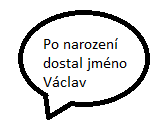 Po narození
dostal jméno
Václav